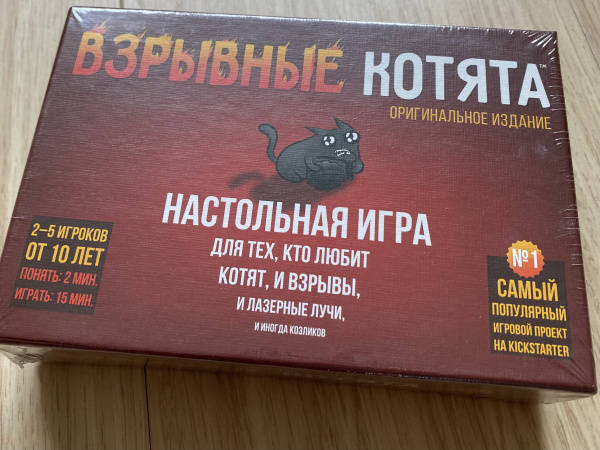 ВЗРЫВНЫЕ КОТЯТА™
ОРИГИНАЛЬНОЕ ИЗДАНИЕ
НАСТОЛЬНАЯ ИГРА
ДЛЯ ТЕХ, КТО ЛЮБИТ
КОТЯТ, И ВЗРЫВЫ,
И ЛАЗЕРНЫЕ ЛУЧИ,
И ИНОГДА КОЗЛИКОВ
2–5 ИГРОКОВ
ОТ 10 ЛЕТ
ПОНЯТЬ: 2 МИН.
ИГРАТЬ: 15 МИН.
№1
САМЫЙ
ПОПУЛЯРНЫЙ
ИГРОВОЙ ПРОЕКТ
НА KICKSTARTER